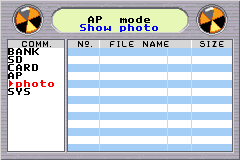 AP mode
Show photo
COMM.
BANK
SD
CARD
AP
photo
SYS
No. FILE NAME SIZE